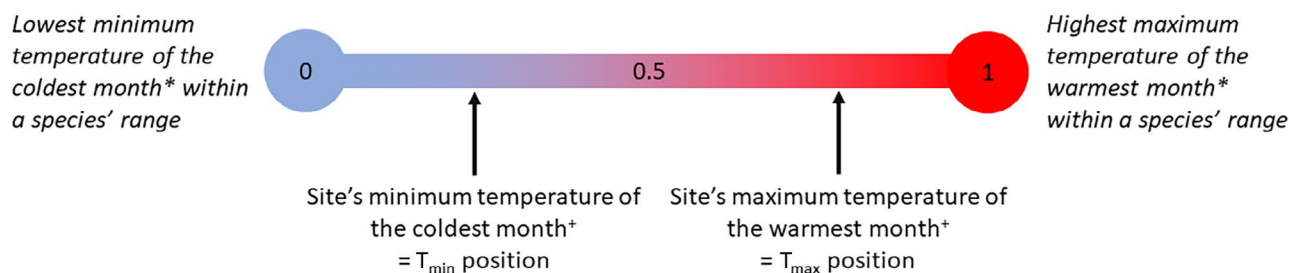 Lowest minimum
temperature of the
coldest month* within
a species' range
0
0.5
1
Highest maximum
temperature of the
warmest month*
within a species' range
Site's minimum temperature of
the coldest month⁺
= Tmin position
Site's maximum temperature of
the warmest month⁺
= Tmax position